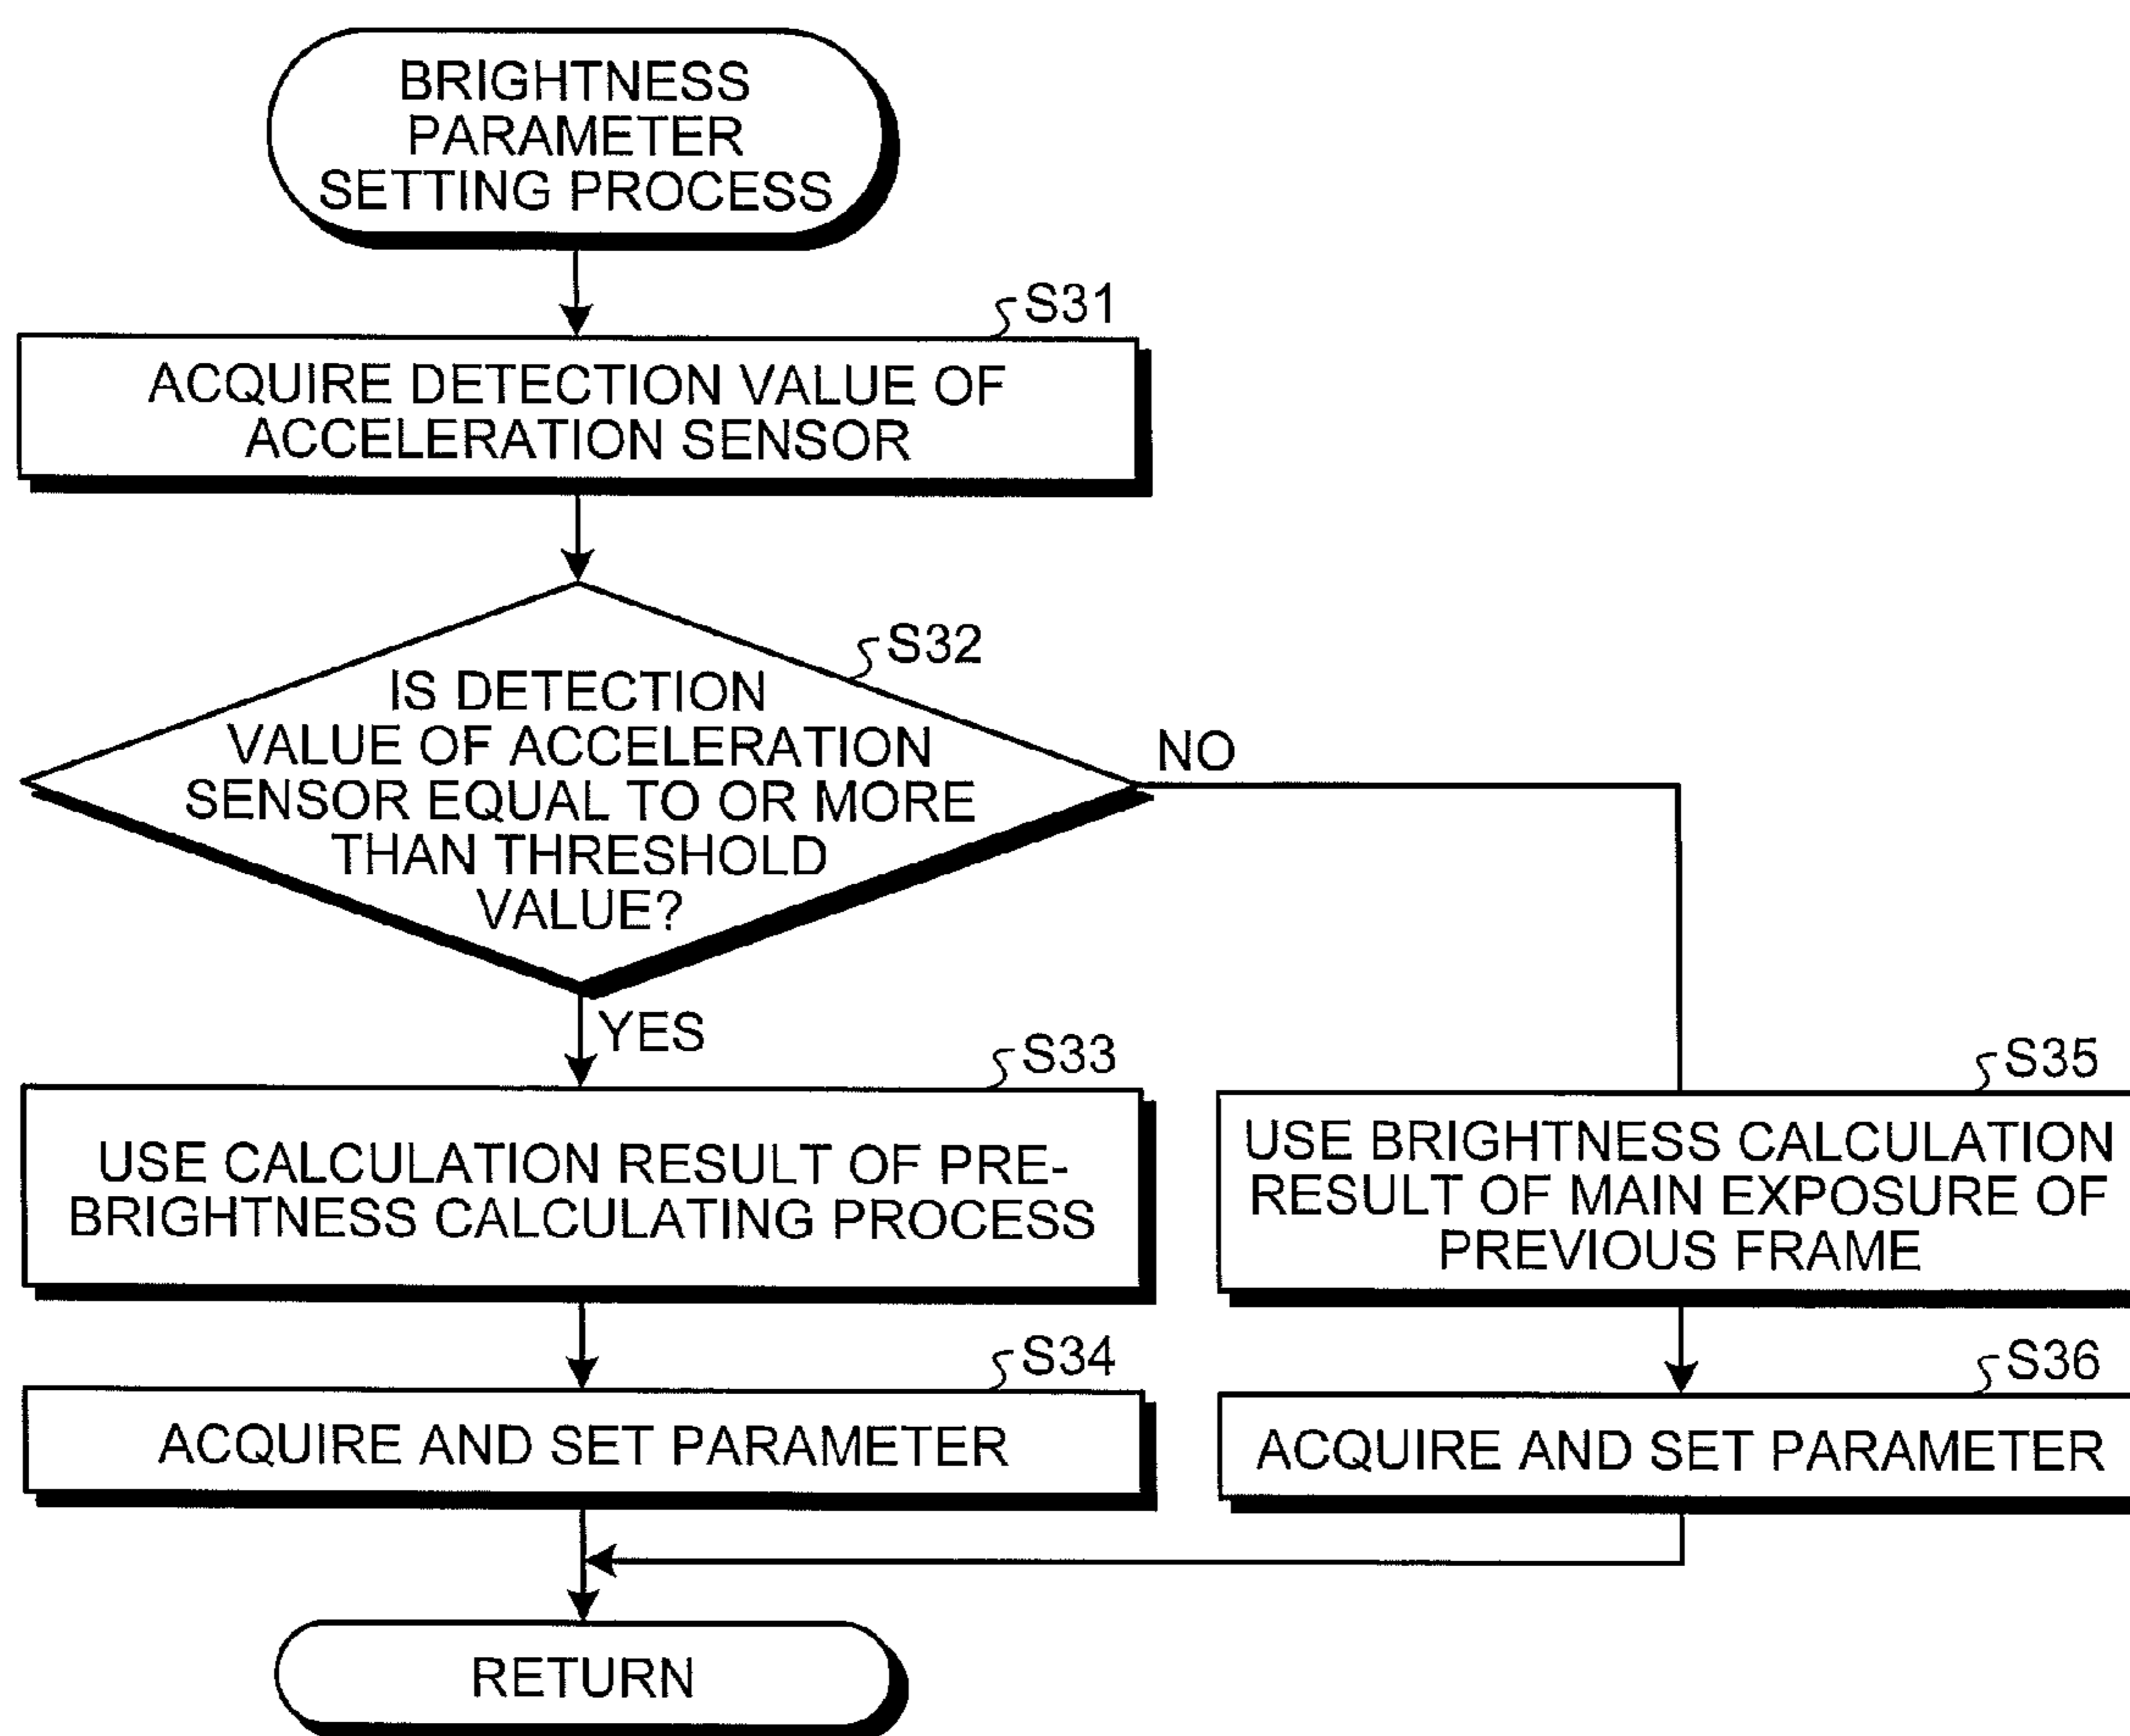 BRIGHTNESS
PARAMETER
SETTING PROCESS
S31
ACQUIRE DETECTION VALUE OF
ACCELERATION SENSOR
S32
IS DETECTION
VALUE OF ACCELERATION
SENSOR EQUAL TO OR MORE
THAN THRESHOLD
VALUE?
NO
YES
S33
USE CALCULATION RESULT OF PRE-
BRIGHTNESS CALCULATING PROCESS
S35
USE BRIGHTNESS CALCULATION
RESULT OF MAIN EXPOSURE OF
PREVIOUS FRAME
S34
ACQUIRE AND SET PARAMETER
S36
ACQUIRE AND SET PARAMETER
RETURN